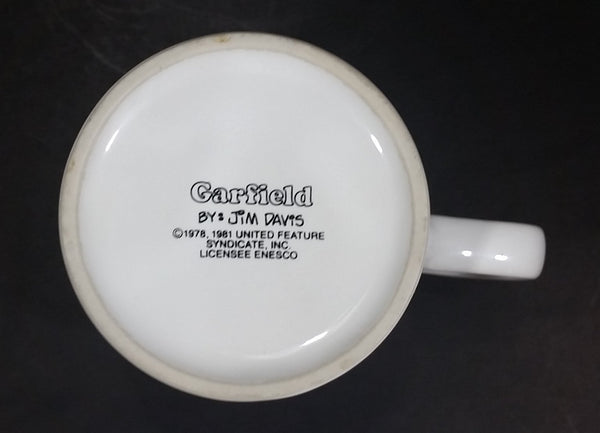 Garfield
BY: JIM DAVIS
©1978, 1981 UNITED FEATURE
SYNDICATE, INC.
LICENSEE ENESCO